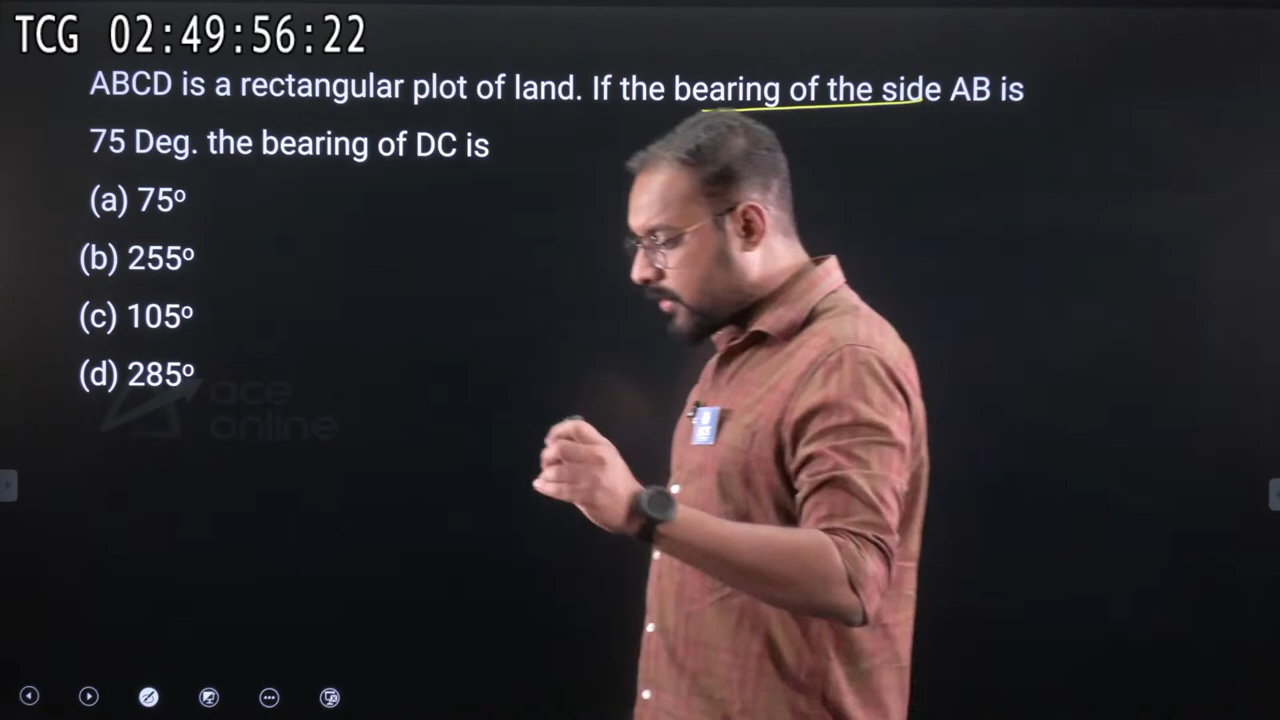 TCG 02:49:56:22
ABCD is a rectangular plot of land. If the bearing of the side AB is
75 Deg. the bearing of DC is
(a) 75º
(b) 255º
(c) 105º
(d) 285º
ace
online